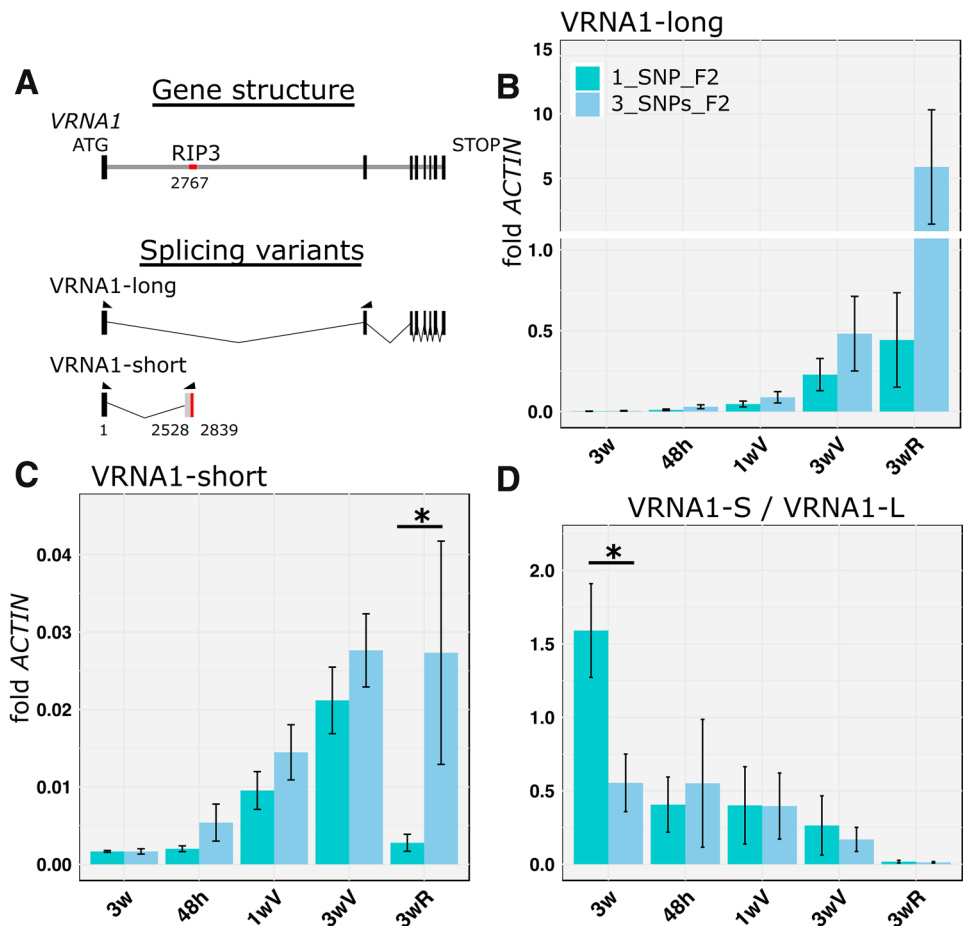 A
Gene structure
VRNA1
ATG
STOP
RIP3
2767
Splicing variants
VRNA1-long
VRNA1-short
1 2528 2839
B
VRNA1-long
fold ACTIN
15
10
5
1.0
0.5
0.0
1_SNP_F2
3_SNPs_F2
3w 48h 1wV 3wV 3wR
C
VRNA1-short
fold ACTIN
0.04
0.03
0.02
0.01
0.00
*
3w 48h 1wV 3wV 3wR
D
VRNA1-S / VRNA1-L
2.0
1.5
1.0
0.5
0.0
*
3w 48h 1wV 3wV 3wR